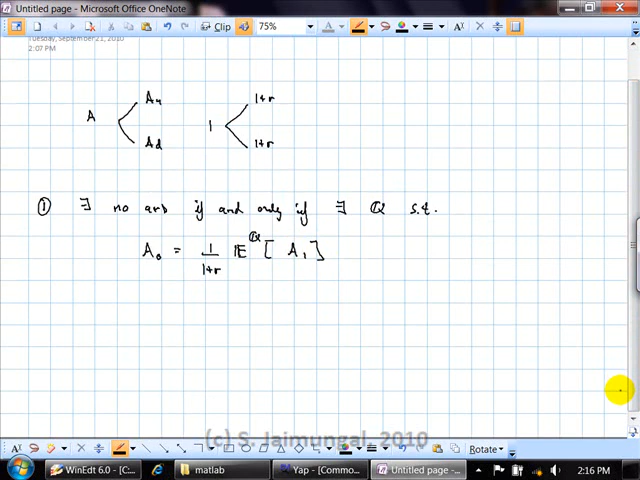 Untitled page - Microsoft Office OneNote
Clip 75%
Tuesday, September 21, 2010
2:07 PM
Au 1+r
A 1
Ad 1+r
① ∃ no arb if and only if ∃ ℚ s.t.
A₀ = 1/(1+r) 𝔼^ℚ [ A₁ ]
(c) S. Jaimungal, 2010
Rotate
WinEdt 6.0 - [C:... matlab Yap - [Commo... Untitled page -... 2:16 PM